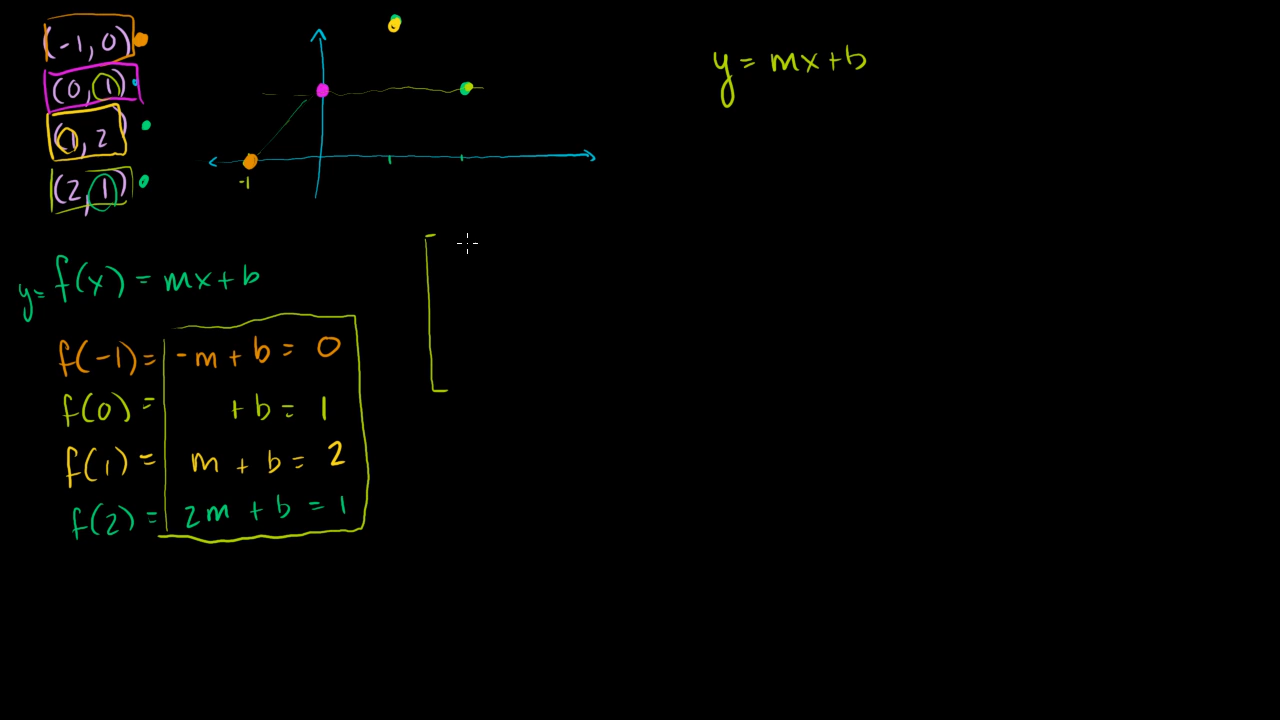 (-1, 0)
(0, 1)
(1, 2)
(2, 1)
-1
y = mx + b
y = f(x) = mx + b
f(-1) = -m + b = 0
f(0) = + b = 1
f(1) = m + b = 2
f(2) = 2m + b = 1